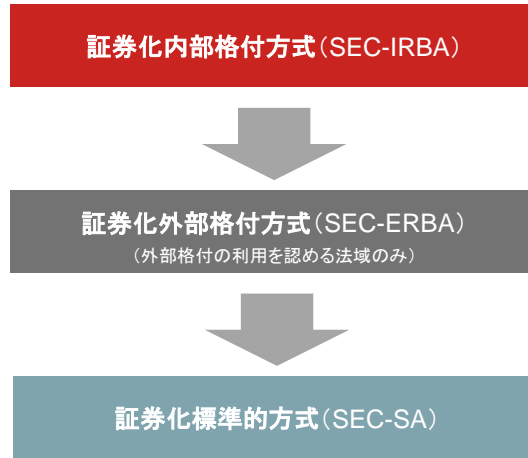 証券化内部格付方式(SEC-IRBA)
証券化外部格付方式(SEC-ERBA)
(外部格付の利用を認める法域のみ)
証券化標準的方式(SEC-SA)